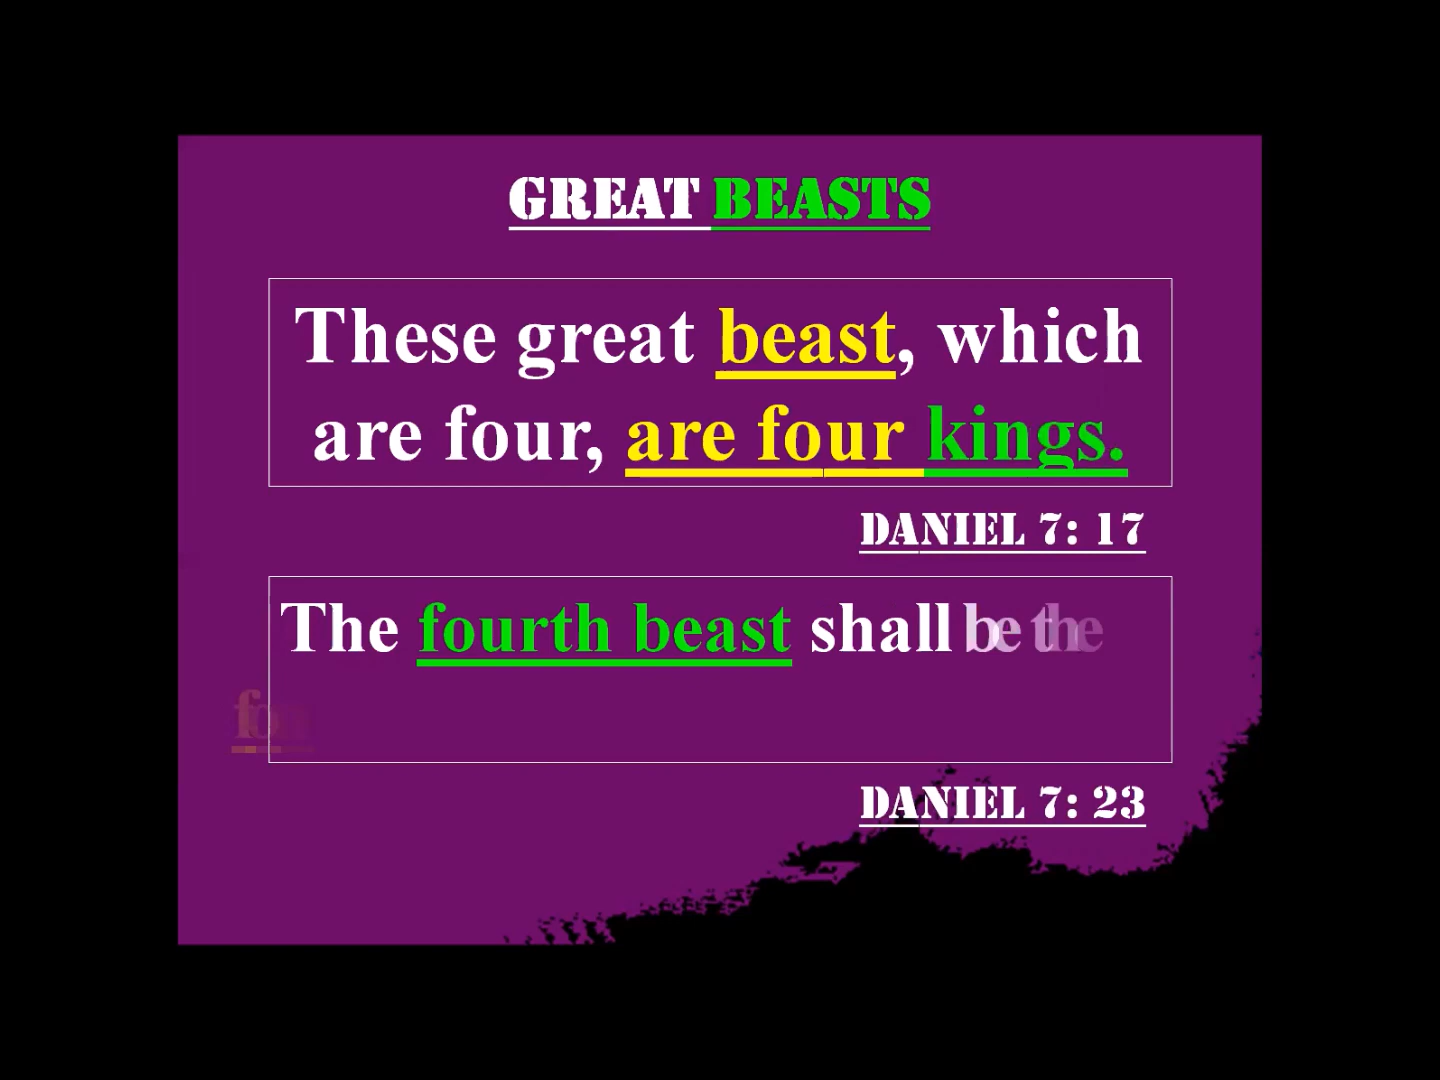 GREAT BEASTS
These great beast, which
are four, are four kings.
DANIEL 7: 17
The fourth beast shall be the
DANIEL 7: 23